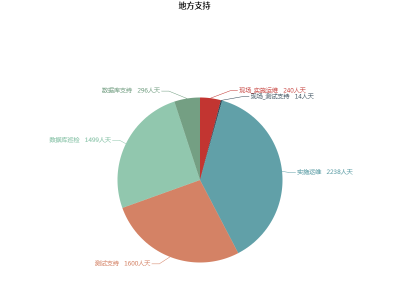 地方支持
数据库支持 296人天
现场_实施运维 240人天
现场_测试支持 14人天
数据库巡检 1499人天
实施运维 2238人天
测试支持 1600人天